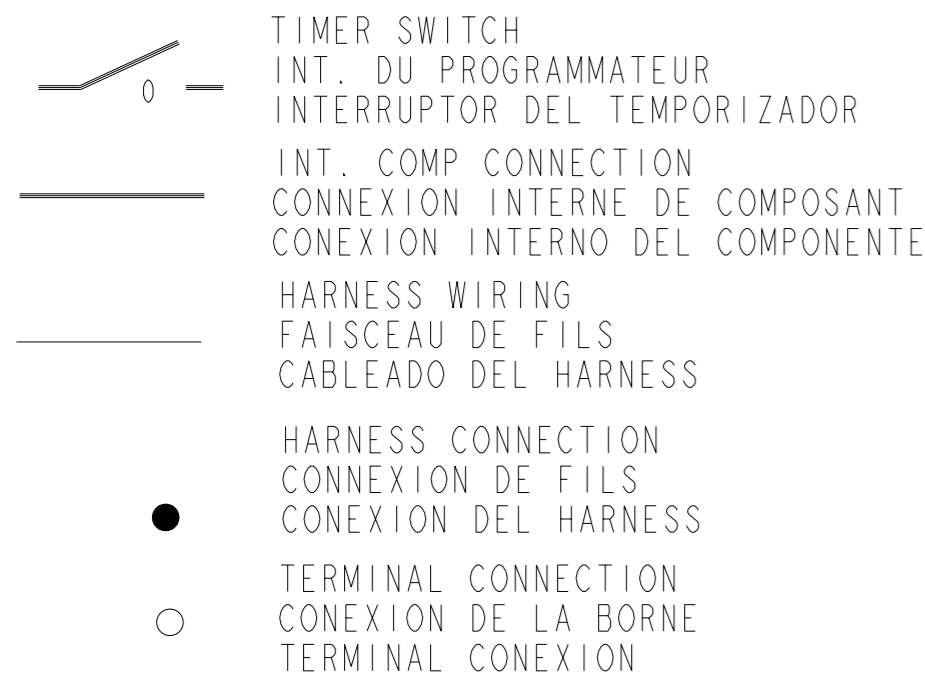 TIMER SWITCH
INT. DU PROGRAMMATEUR
INTERRUPTOR DEL TEMPORIZADOR
INT. COMP CONNECTION
CONNEXION INTERNE DE COMPOSANT
CONEXION INTERNO DEL COMPONENTE
HARNESS WIRING
FAISCEAU DE FILS
CABLEADO DEL HARNESS
HARNESS CONNECTION
CONNEXION DE FILS
CONEXION DEL HARNESS
TERMINAL CONNECTION
CONEXION DE LA BORNE
TERMINAL CONEXION